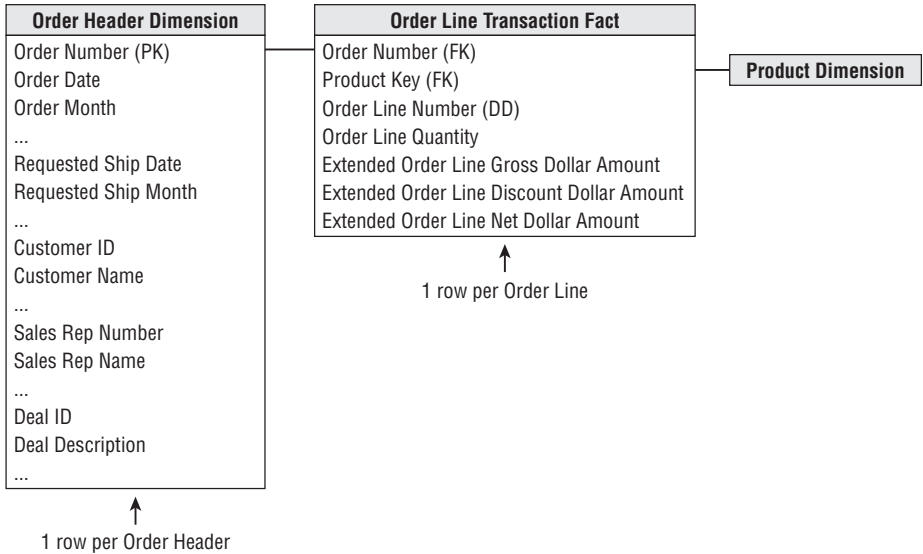 Order Header Dimension
Order Number (PK)
Order Date
Order Month
...
Requested Ship Date
Requested Ship Month
...
Customer ID
Customer Name
...
Sales Rep Number
Sales Rep Name
...
Deal ID
Deal Description
...
1 row per Order Header
Order Line Transaction Fact
Order Number (FK)
Product Key (FK)
Order Line Number (DD)
Order Line Quantity
Extended Order Line Gross Dollar Amount
Extended Order Line Discount Dollar Amount
Extended Order Line Net Dollar Amount
1 row per Order Line
Product Dimension